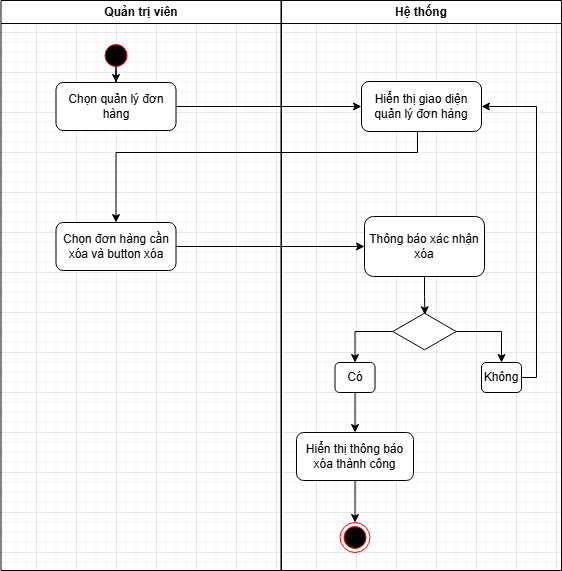 Quản trị viên
Hệ thống
Chọn quản lý đơn
hàng
Hiển thị giao diện
quản lý đơn hàng
Chọn đơn hàng cần
xóa và button xóa
Thông báo xác nhận
xóa
Có
Không
Hiển thị thông báo
xóa thành công